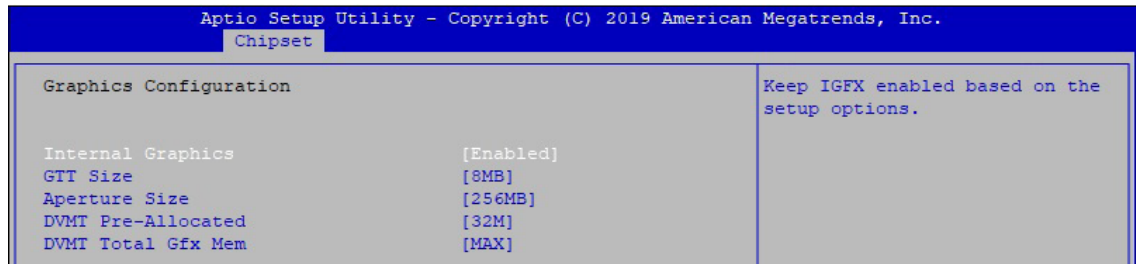 Aptio Setup Utility - Copyright (C) 2019 American Megatrends, Inc.
Chipset
Graphics Configuration
Keep IGFX enabled based on the
setup options.
Internal Graphics [Enabled]
GTT Size [8MB]
Aperture Size [256MB]
DVMT Pre-Allocated [32M]
DVMT Total Gfx Mem [MAX]